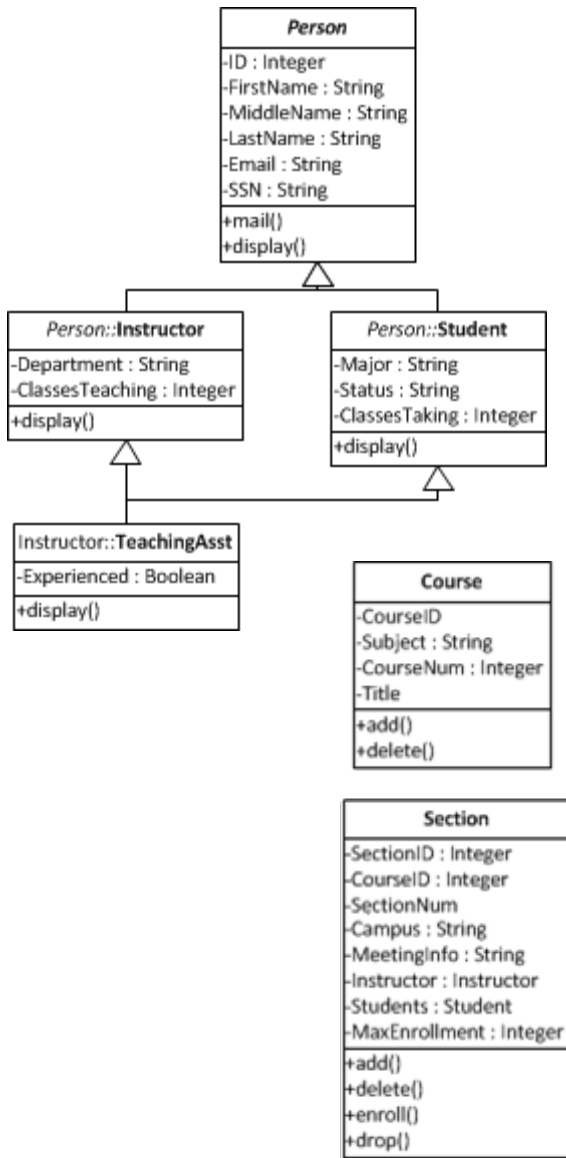 Person
-ID : Integer
-FirstName : String
-MiddleName : String
-LastName : String
-Email : String
-SSN : String
+mail()
+display()
Person::Instructor
-Department : String
-ClassesTeaching : Integer
+display()
Person::Student
-Major : String
-Status : String
-ClassesTaking : Integer
+display()
Instructor::TeachingAsst
-Experienced : Boolean
+display()
Course
-CourseID
-Subject : String
-CourseNum : Integer
-Title
+add()
+delete()
Section
-SectionID : Integer
-CourseID : Integer
-SectionNum
-Campus : String
-MeetingInfo : String
-Instructor : Instructor
-Students : Student
-MaxEnrollment : Integer
+add()
+delete()
+enroll()
+drop()